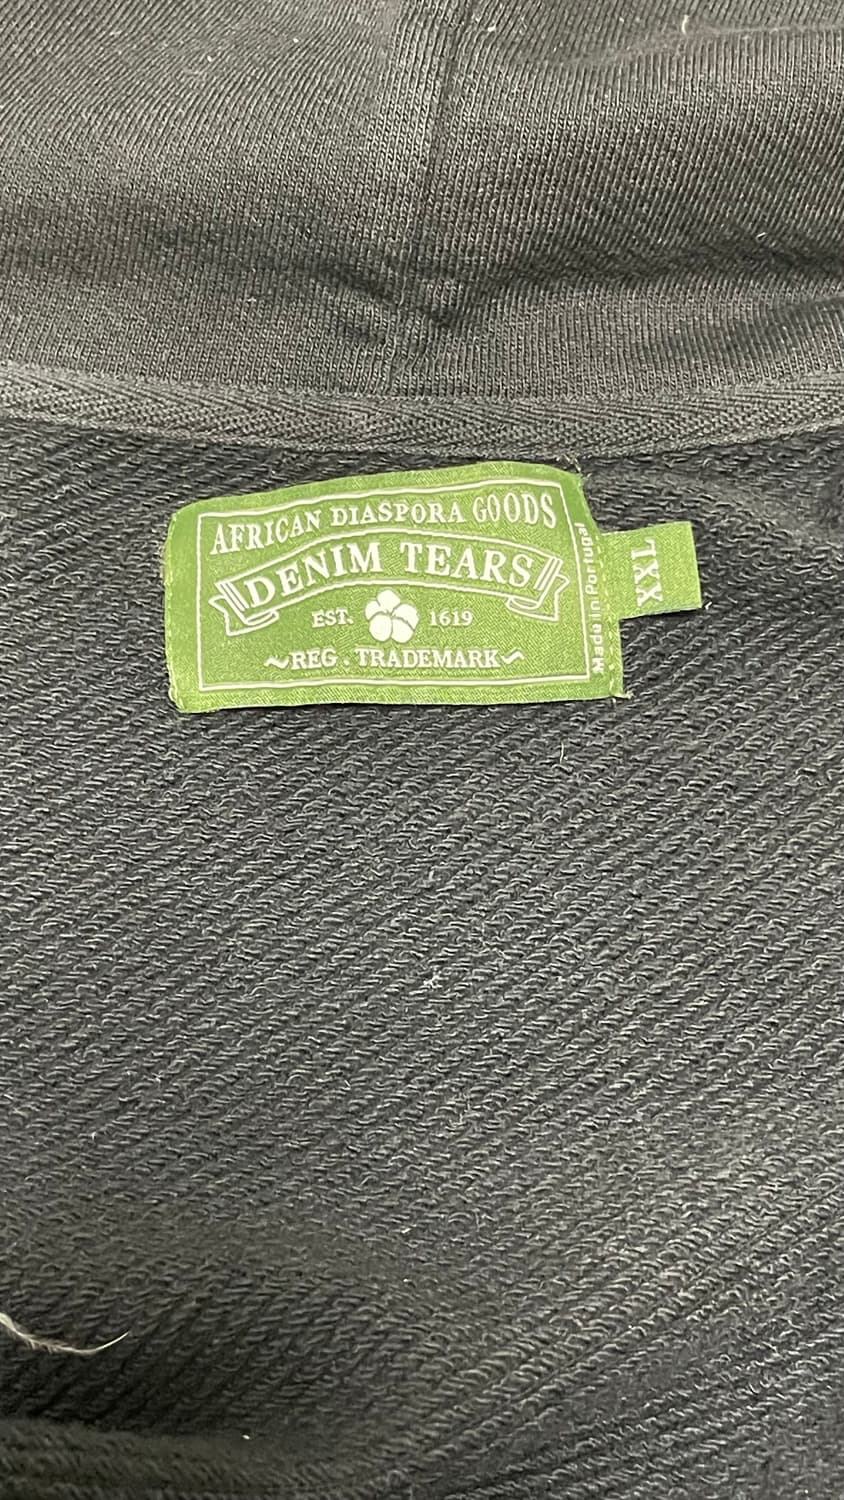 AFRICAN DIASPORA GOODS
DENIM TEARS
EST. 1619
~REG . TRADEMARK~
Made in Portugal
XXL